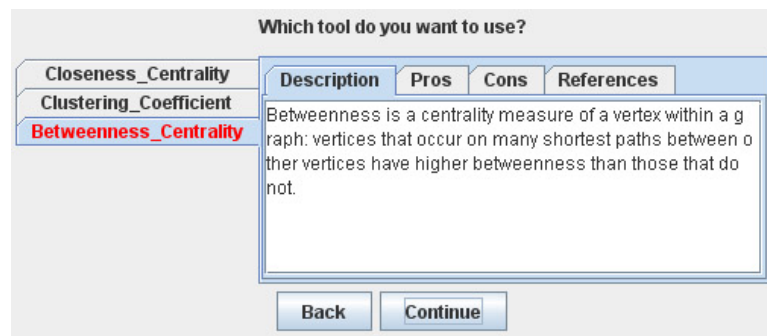 Which tool do you want to use?
Closeness_Centrality
Clustering_Coefficient
Betweenness_Centrality
Description Pros Cons References
Betweenness is a centrality measure of a vertex within a g
raph: vertices that occur on many shortest paths between o
ther vertices have higher betweenness than those that do
not.
Back Continue